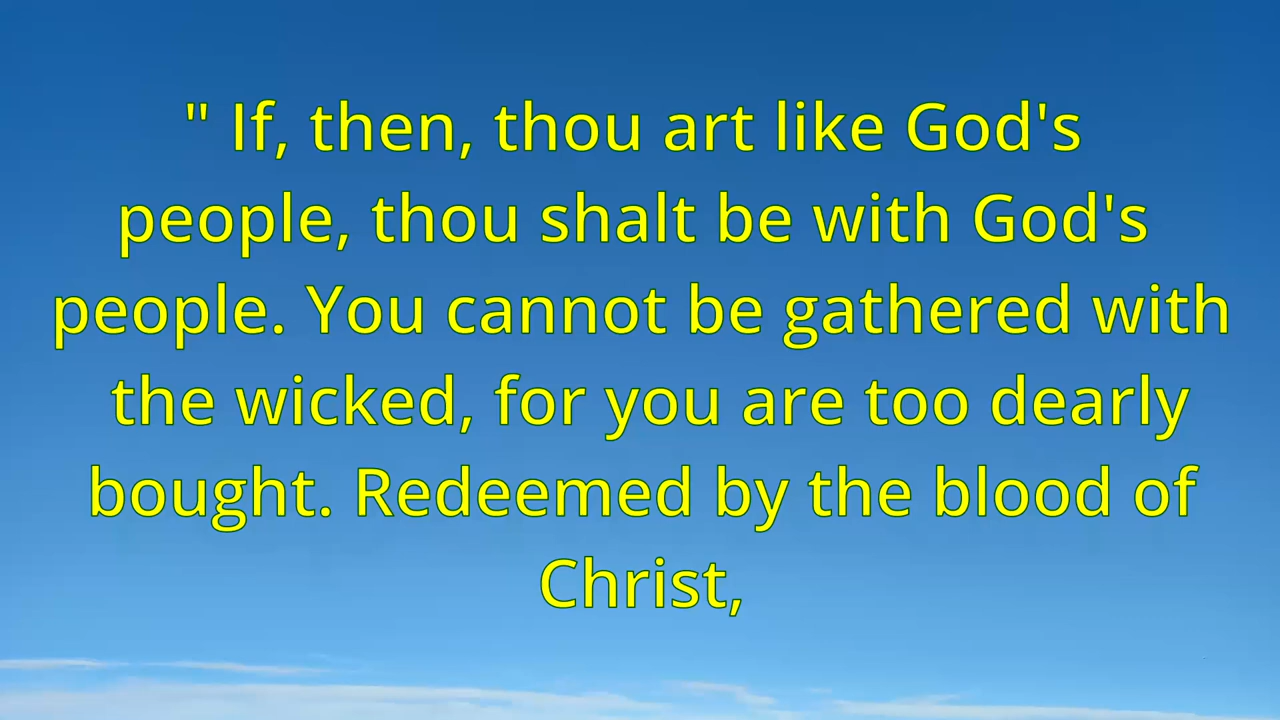 " If, then, thou art like God's
people, thou shalt be with God's
people. You cannot be gathered with
the wicked, for you are too dearly
bought. Redeemed by the blood of
Christ,